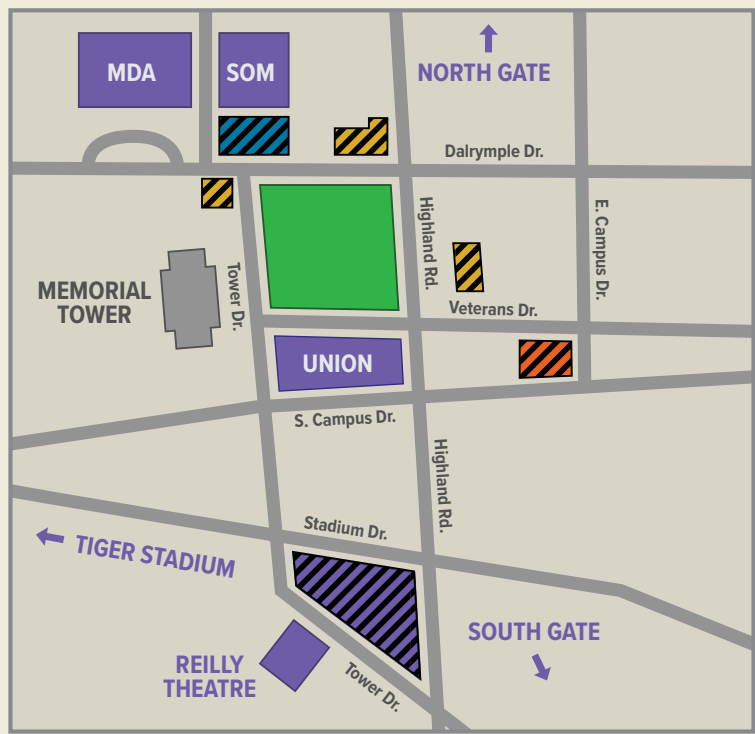 MDA
SOM
NORTH GATE
Dalrymple Dr.
Highland Rd.
E. Campus Dr.
MEMORIAL
TOWER
Tower Dr.
Veterans Dr.
UNION
S. Campus Dr.
Highland Rd.
Stadium Dr.
TIGER STADIUM
SOUTH GATE
REILLY
THEATRE
Tower Dr.